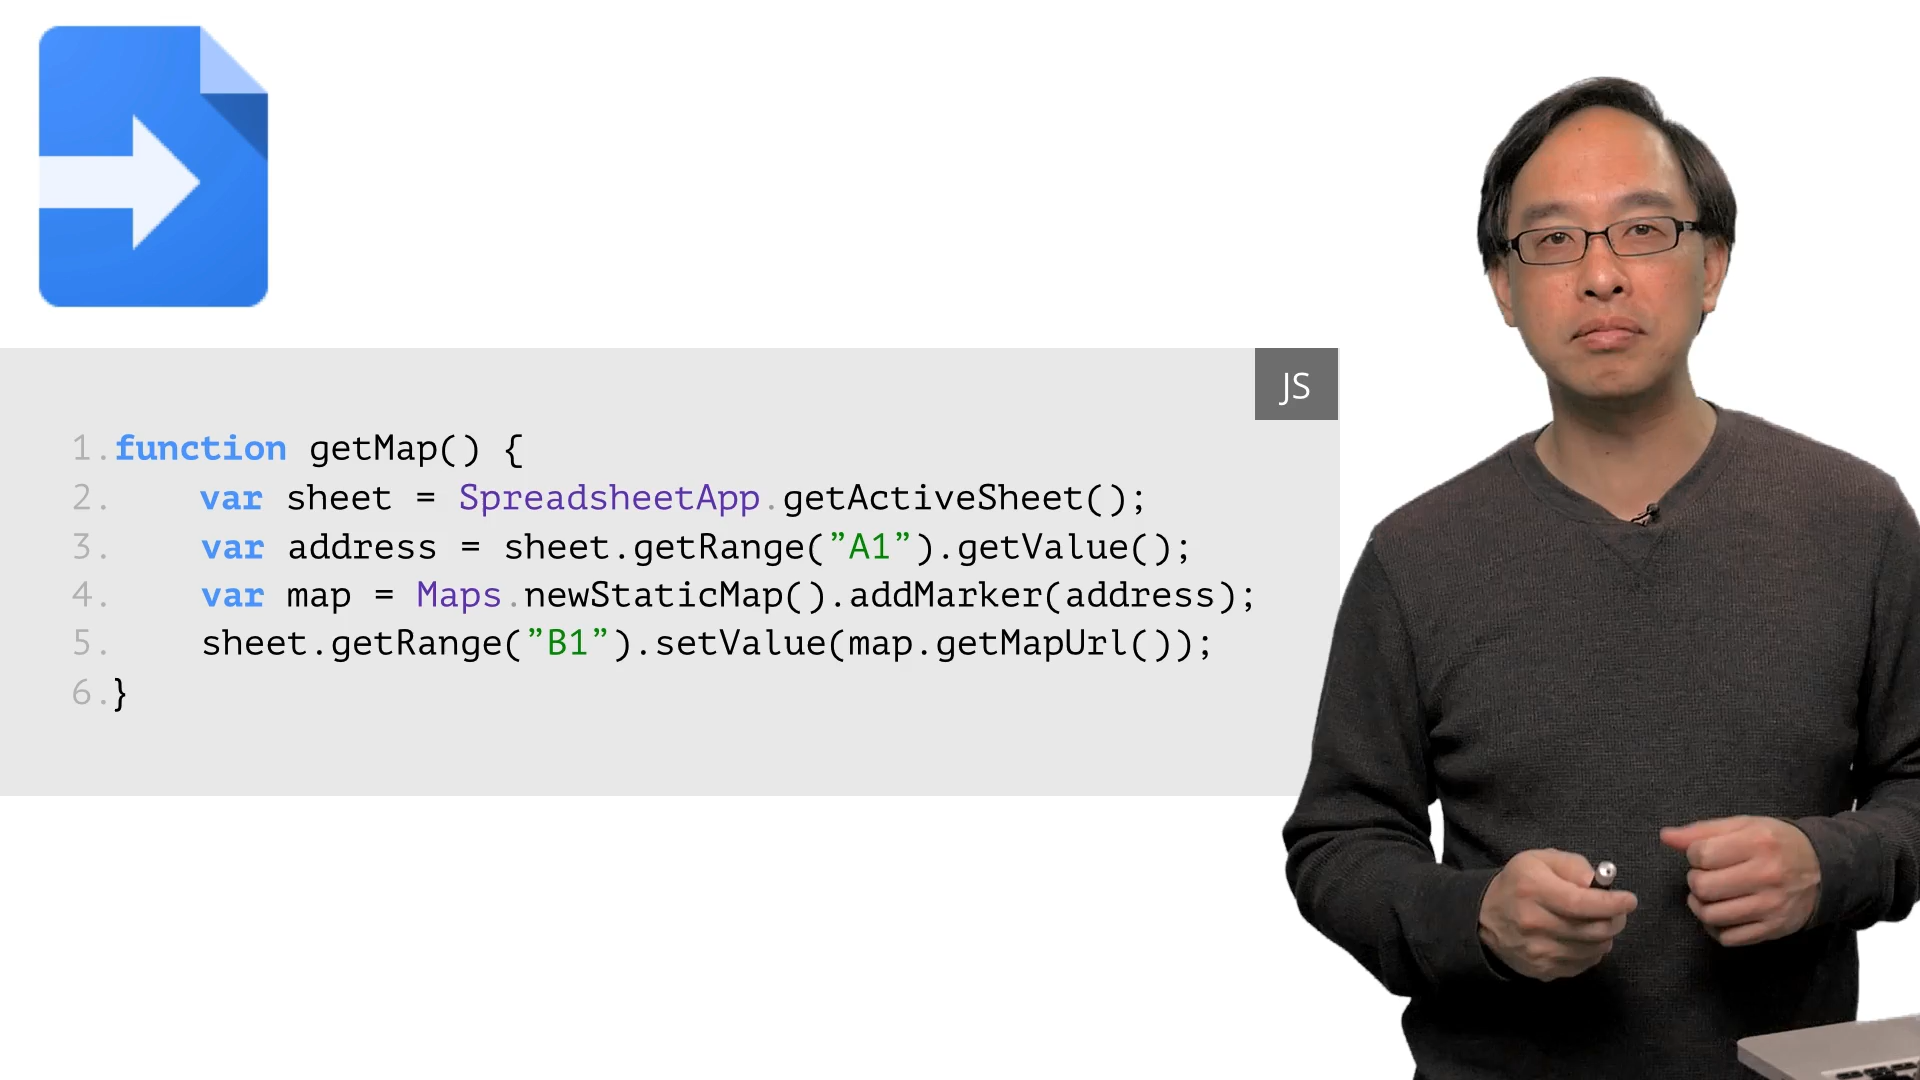 JS
1.function getMap() {
2. var sheet = SpreadsheetApp.getActiveSheet();
3. var address = sheet.getRange(”A1”).getValue();
4. var map = Maps.newStaticMap().addMarker(address);
5. sheet.getRange(”B1”).setValue(map.getMapUrl());
6.}